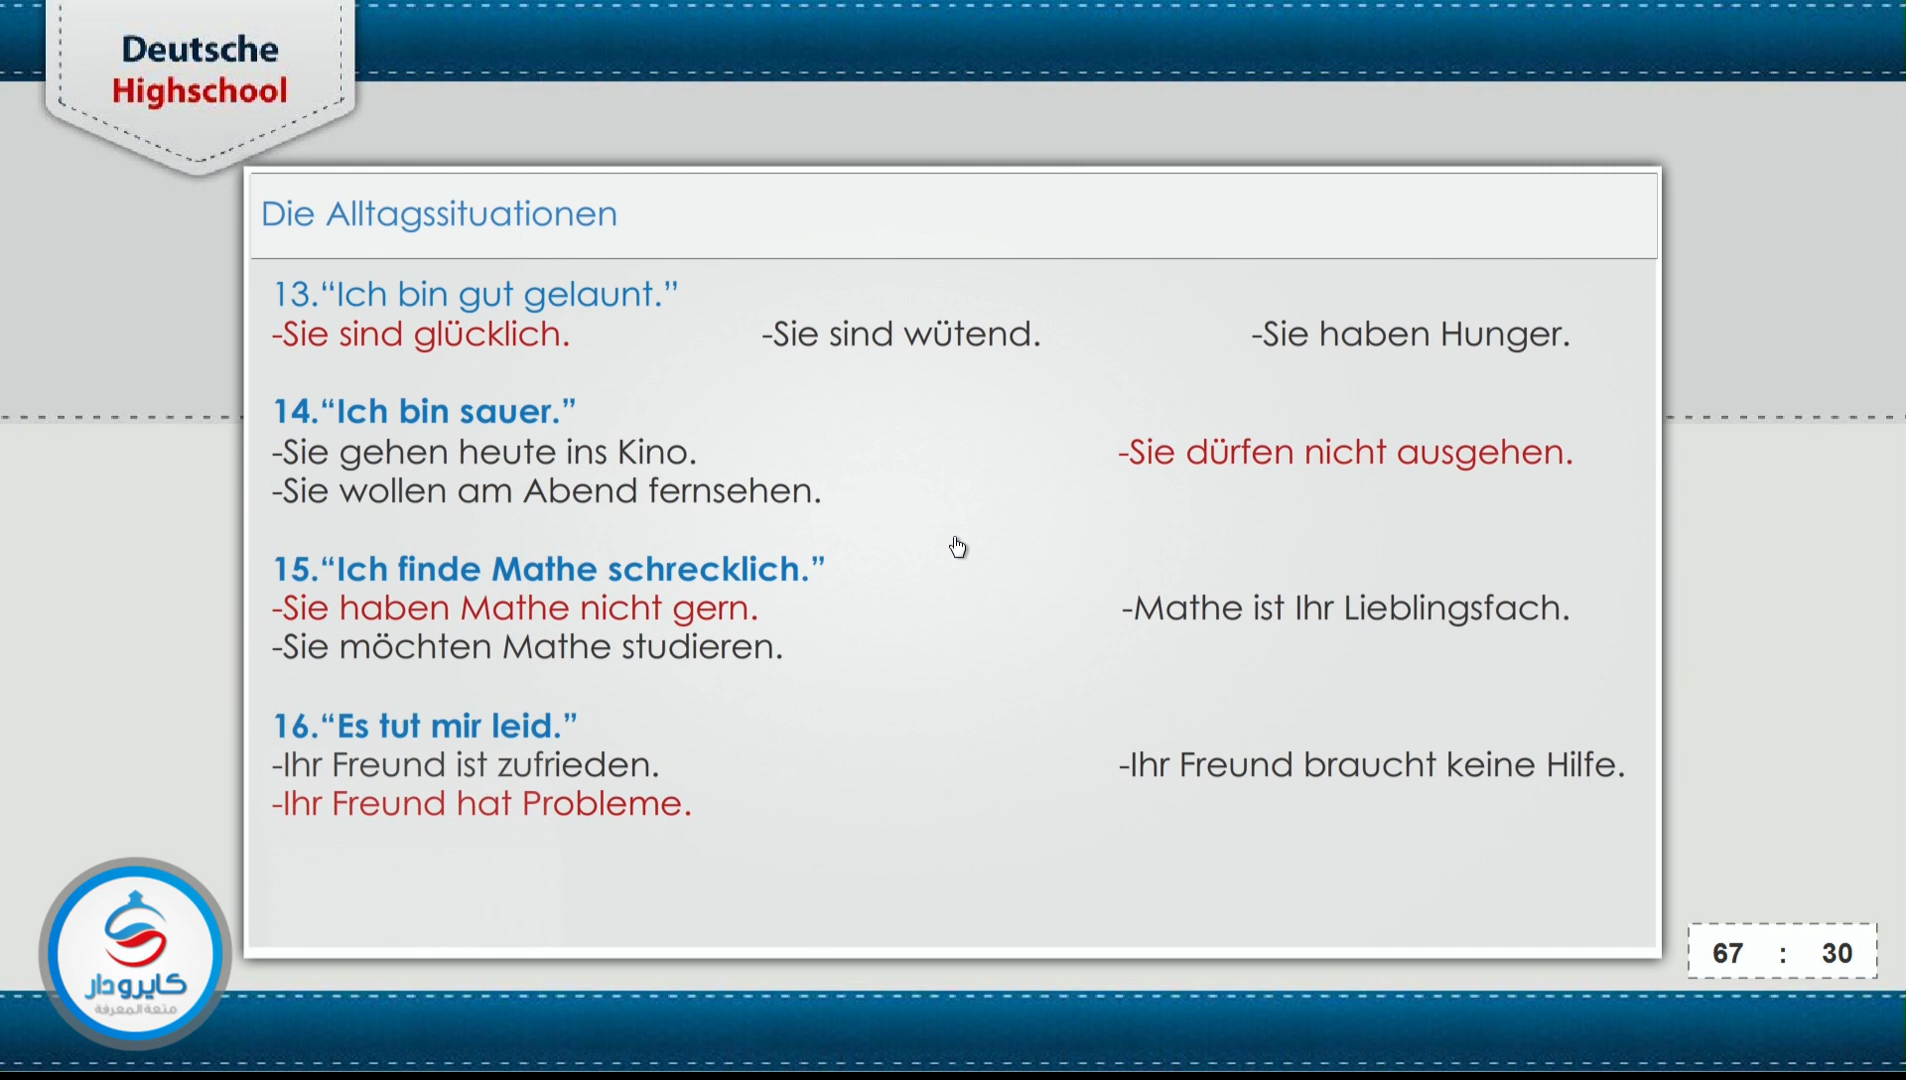 Deutsche
Highschool
Die Alltagssituationen
13.“Ich bin gut gelaunt.”
-Sie sind glücklich. -Sie sind wütend. -Sie haben Hunger.
14.“Ich bin sauer.”
-Sie gehen heute ins Kino. -Sie dürfen nicht ausgehen.
-Sie wollen am Abend fernsehen.
15.“Ich finde Mathe schrecklich.”
-Sie haben Mathe nicht gern. -Mathe ist Ihr Lieblingsfach.
-Sie möchten Mathe studieren.
16.“Es tut mir leid.”
-Ihr Freund ist zufrieden. -Ihr Freund braucht keine Hilfe.
-Ihr Freund hat Probleme.
كايرودار
متعة المعرفة
67 : 30